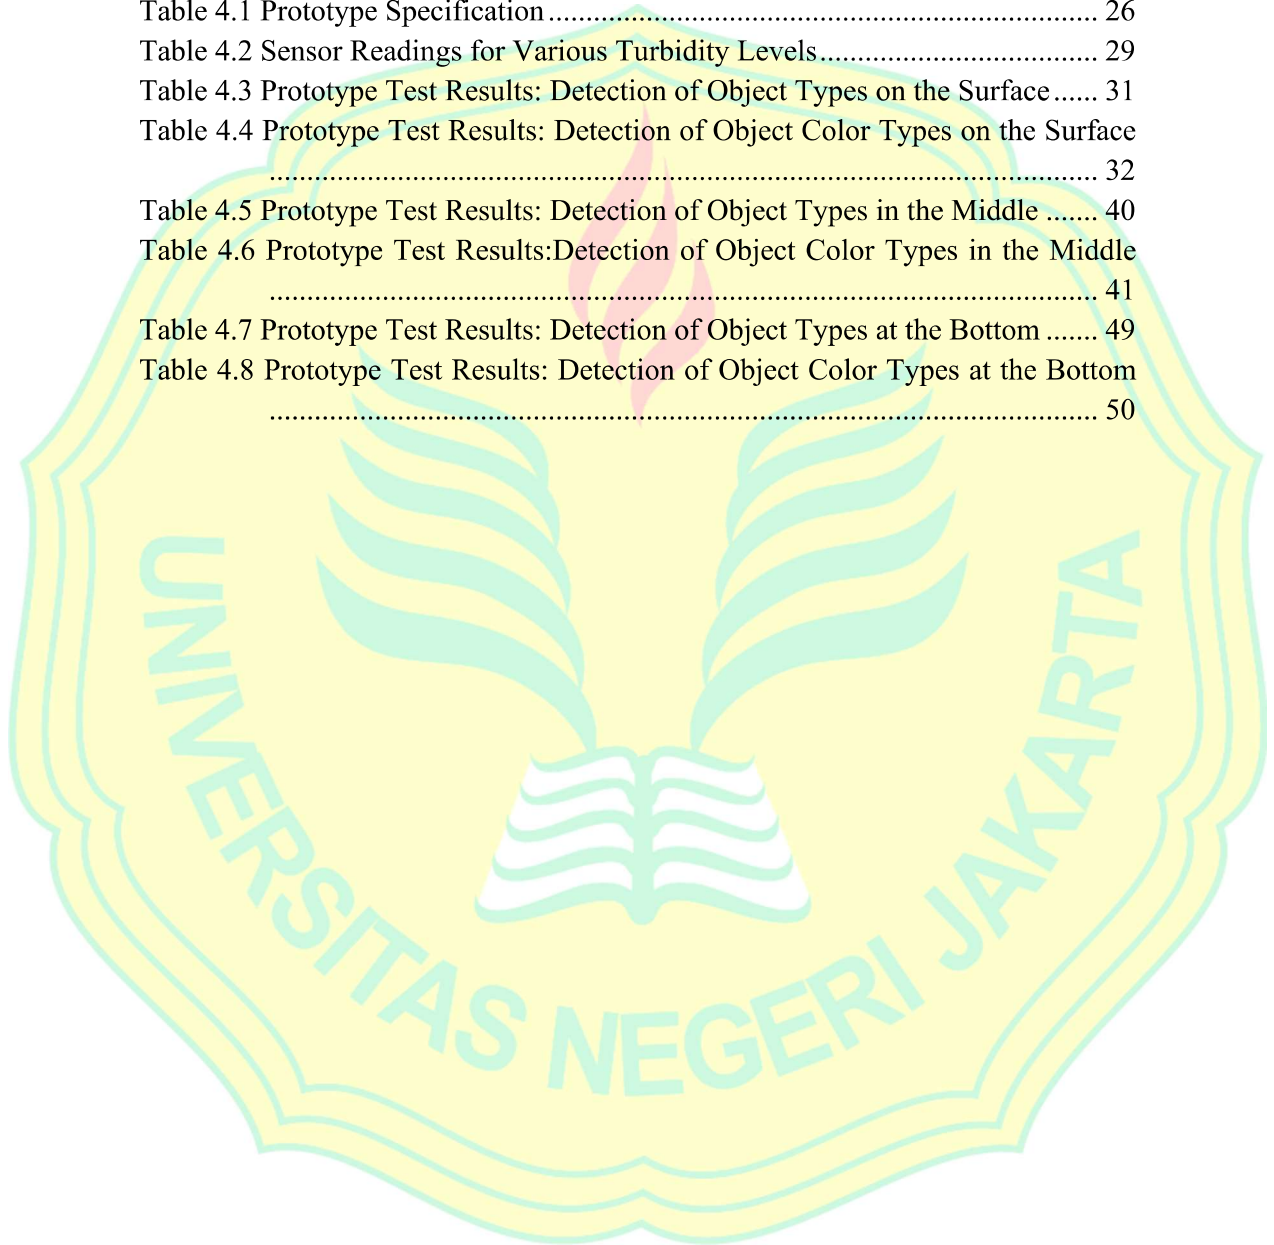 Table 4.1 Prototype Specification.......................................................................... 26
Table 4.2 Sensor Readings for Various Turbidity Levels..................................... 29
Table 4.3 Prototype Test Results: Detection of Object Types on the Surface...... 31
Table 4.4 Prototype Test Results: Detection of Object Color Types on the Surface
............................................................................................................... 32
Table 4.5 Prototype Test Results: Detection of Object Types in the Middle ....... 40
Table 4.6 Prototype Test Results:Detection of Object Color Types in the Middle
............................................................................................................... 41
Table 4.7 Prototype Test Results: Detection of Object Types at the Bottom ....... 49
Table 4.8 Prototype Test Results: Detection of Object Color Types at the Bottom
............................................................................................................... 50
UNIVERSITAS NEGERI JAKARTA